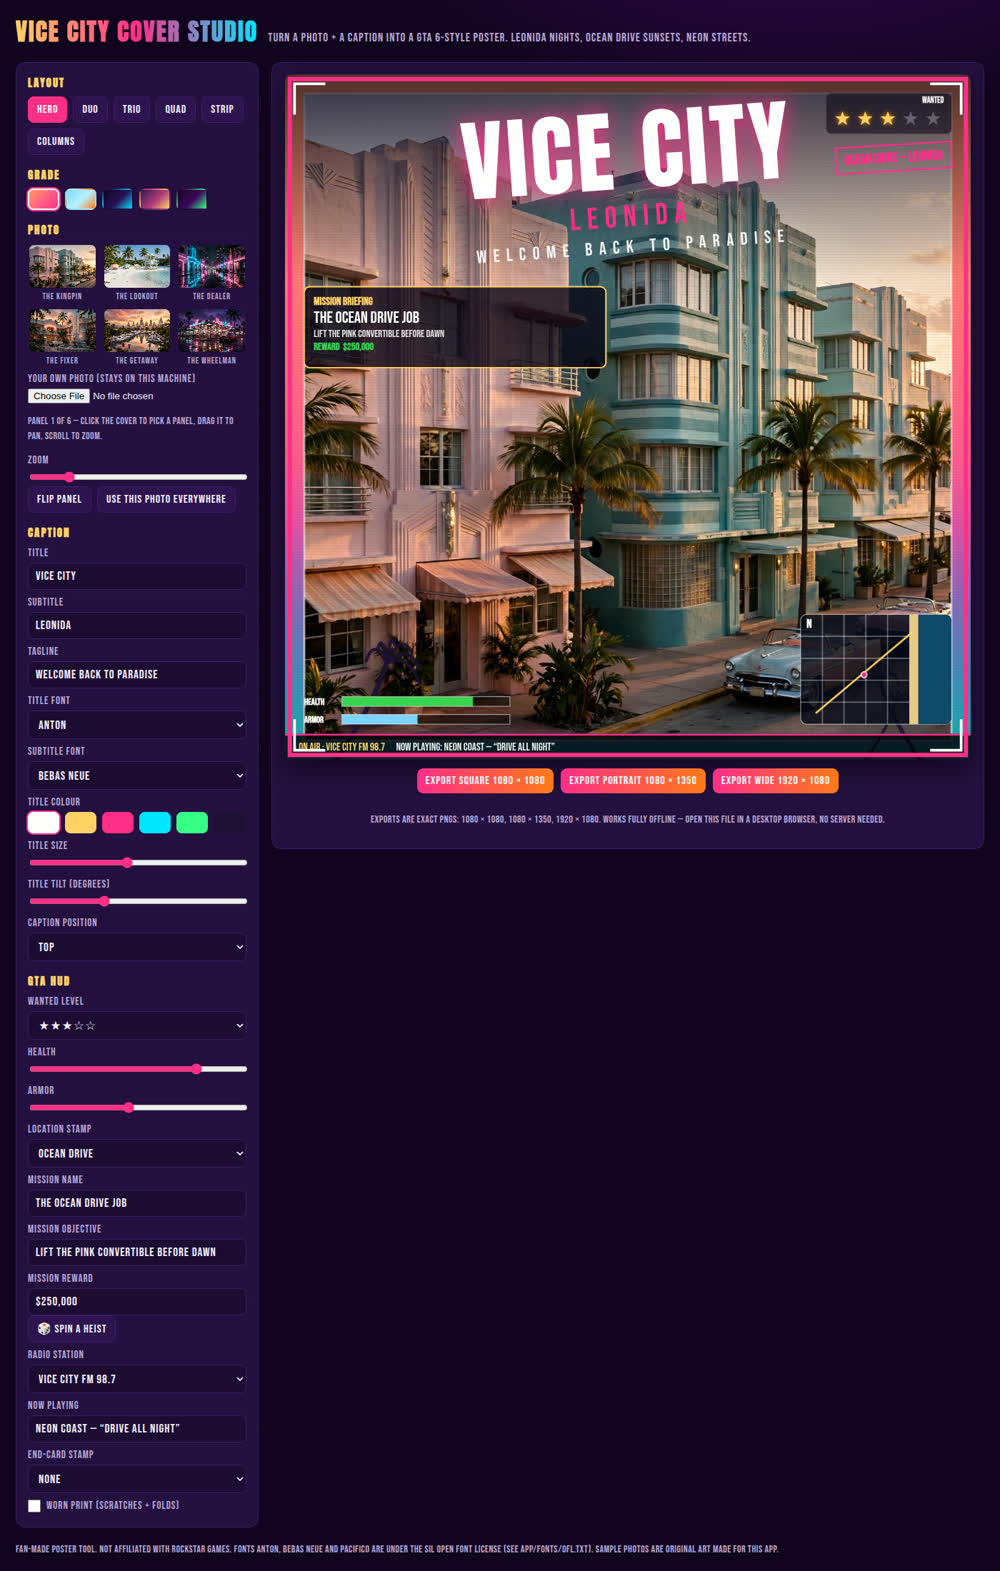 VICE CITY COVER STUDIO
TURN A PHOTO + A CAPTION INTO A GTA 6-STYLE POSTER. LEONIDA NIGHTS, OCEAN DRIVE SUNSETS, NEON STREETS.
LAYOUT
HERO DUO TRIO QUAD STRIP
COLUMNS
GRADE
PHOTO
THE KINGPIN THE LOOKOUT THE DEALER
THE FIXER THE GETAWAY THE WHEELMAN
YOUR OWN PHOTO (STAYS ON THIS MACHINE)
Choose File No file chosen
PANEL 1 OF 6 – CLICK THE COVER TO PICK A PANEL, DRAG IT TO
PAN, SCROLL TO ZOOM.
ZOOM
FLIP PANEL USE THIS PHOTO EVERYWHERE
CAPTION
TITLE
VICE CITY
SUBTITLE
LEONIDA
TAGLINE
WELCOME BACK TO PARADISE
TITLE FONT
ANTON
SUBTITLE FONT
BEBAS NEUE
TITLE COLOUR
TITLE SIZE
TITLE TILT (DEGREES)
CAPTION POSITION
TOP
GTA HUD
WANTED LEVEL
★★★☆☆
HEALTH
ARMOR
LOCATION STAMP
OCEAN DRIVE
MISSION NAME
THE OCEAN DRIVE JOB
MISSION OBJECTIVE
LIFT THE PINK CONVERTIBLE BEFORE DAWN
MISSION REWARD
$250,000
🎲 SPIN A HEIST
RADIO STATION
VICE CITY FM 98.7
NOW PLAYING
NEON COAST – “DRIVE ALL NIGHT”
END-CARD STAMP
NONE
WORN PRINT (SCRATCHES + FOLDS)
VICE CITY
LEONIDA
WELCOME BACK TO PARADISE
WANTED
★★★★★
OCEAN DRIVE – LEONIDA
MISSION BRIEFING
THE OCEAN DRIVE JOB
LIFT THE PINK CONVERTIBLE BEFORE DAWN
REWARD $250,000
N
HEALTH
ARMOR
ON AIR · VICE CITY FM 98.7 NOW PLAYING: NEON COAST – “DRIVE ALL NIGHT”
EXPORT SQUARE 1080 × 1080 EXPORT PORTRAIT 1080 × 1350 EXPORT WIDE 1920 × 1080
EXPORTS ARE EXACT PNGS: 1080 × 1080, 1080 × 1350, 1920 × 1080. WORKS FULLY OFFLINE – OPEN THIS FILE IN A DESKTOP BROWSER, NO SERVER NEEDED.
FAN-MADE POSTER TOOL. NOT AFFILIATED WITH ROCKSTAR GAMES. FONTS ANTON, BEBAS NEUE AND PACIFICO ARE UNDER THE SIL OPEN FONT LICENSE (SEE APP/FONTS/OFL.TXT). SAMPLE PHOTOS ARE ORIGINAL ART MADE FOR THIS APP.